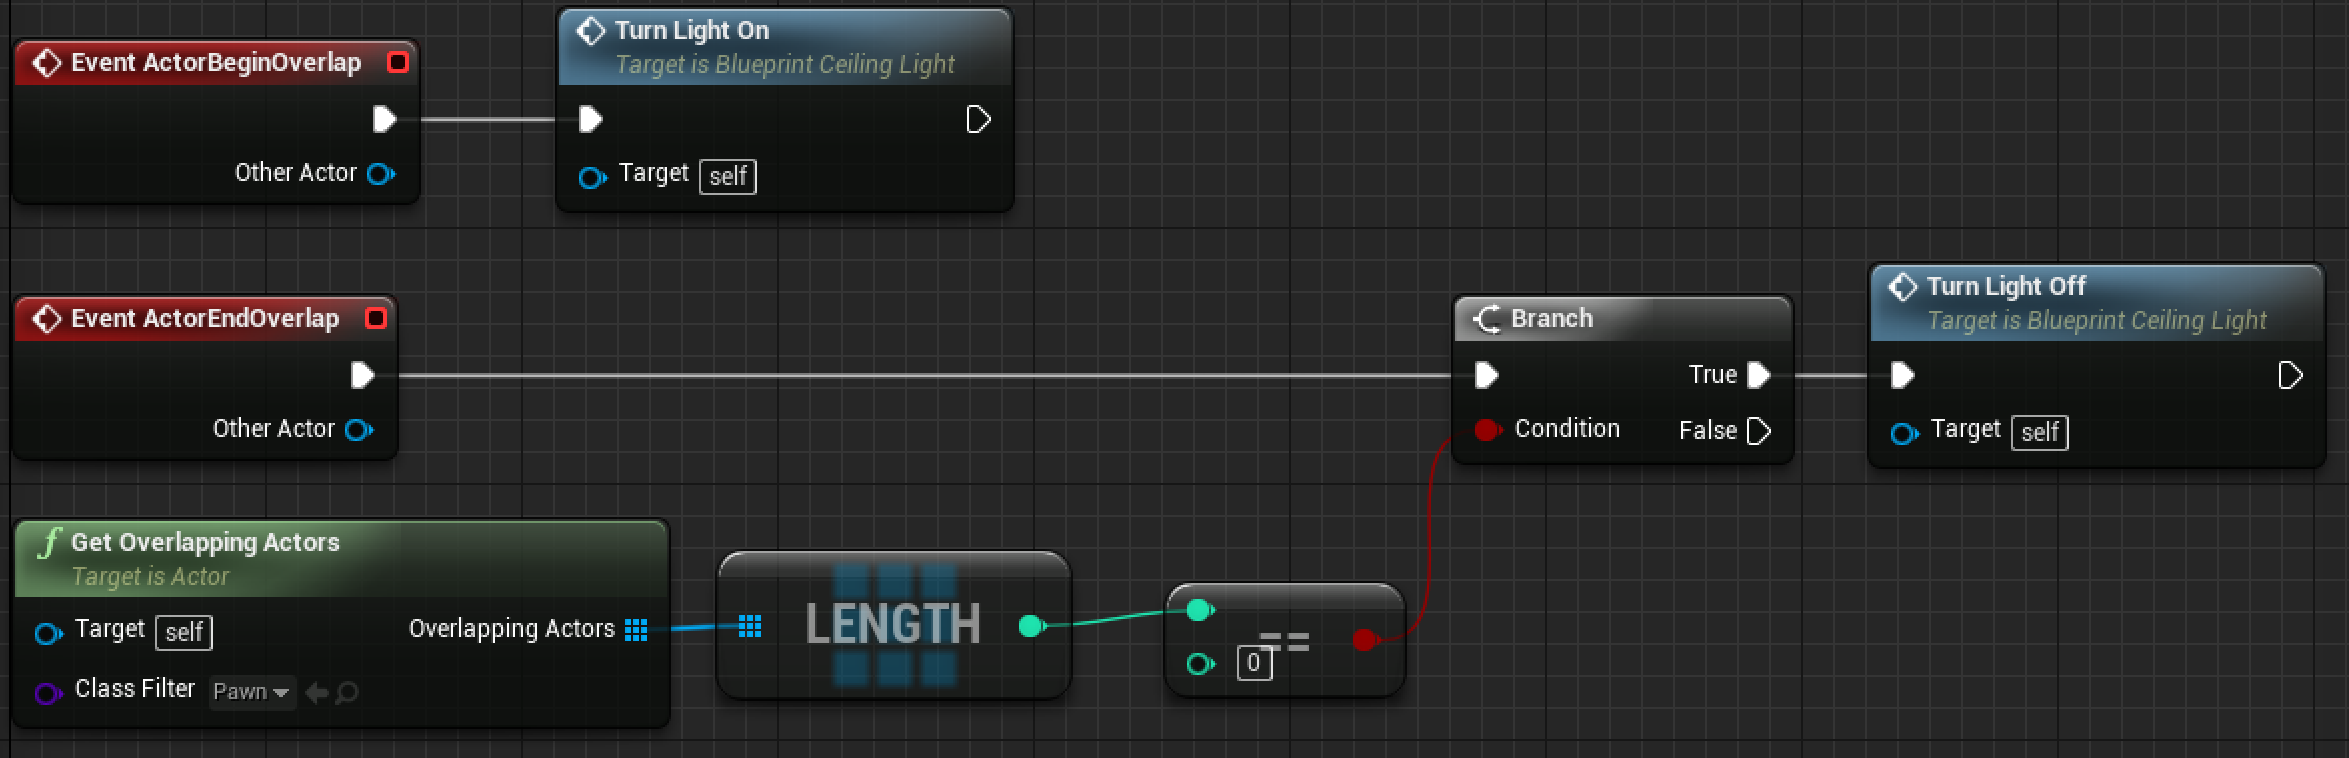 Event ActorBeginOverlap
Other Actor
Turn Light On
Target is Blueprint Ceiling Light
Target self
Event ActorEndOverlap
Other Actor
Branch
True
Condition
False
Turn Light Off
Target is Blueprint Ceiling Light
Target self
f Get Overlapping Actors
Target is Actor
Target self
Overlapping Actors
Class Filter Pawn
LENGTH
==
0